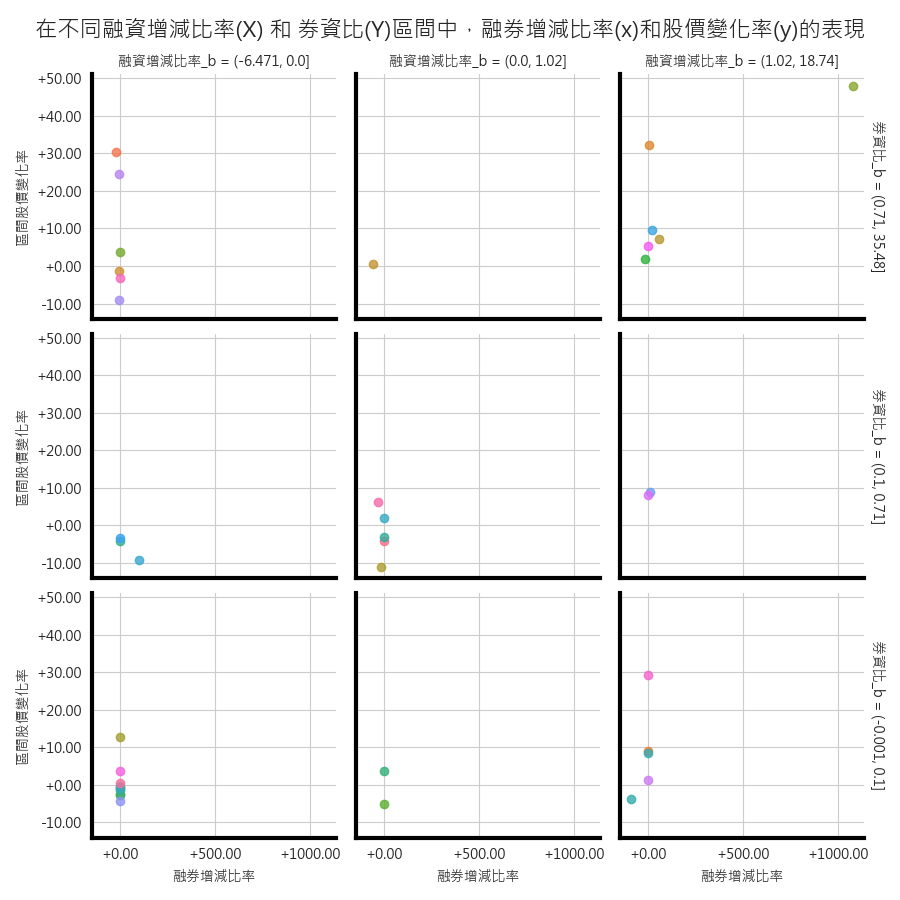 在不同融資增減比率(X) 和 券資比(Y)區間中，融券增減比率(x)和股價變化率(y)的表現
融資增減比率_b = (-6.471, 0.0]
融資增減比率_b = (0.0, 1.02]
融資增減比率_b = (1.02, 18.74]
+50.00
+40.00
+30.00
+20.00
+10.00
+0.00
-10.00
區間股價變化率
券資比_b = (0.71, 35.48]
+50.00
+40.00
+30.00
+20.00
+10.00
+0.00
-10.00
區間股價變化率
券資比_b = (0.1, 0.71]
+50.00
+40.00
+30.00
+20.00
+10.00
+0.00
-10.00
區間股價變化率
券資比_b = (-0.001, 0.1]
+0.00 +500.00 +1000.00
+0.00 +500.00 +1000.00
+0.00 +500.00 +1000.00
融券增減比率
融券增減比率
融券增減比率